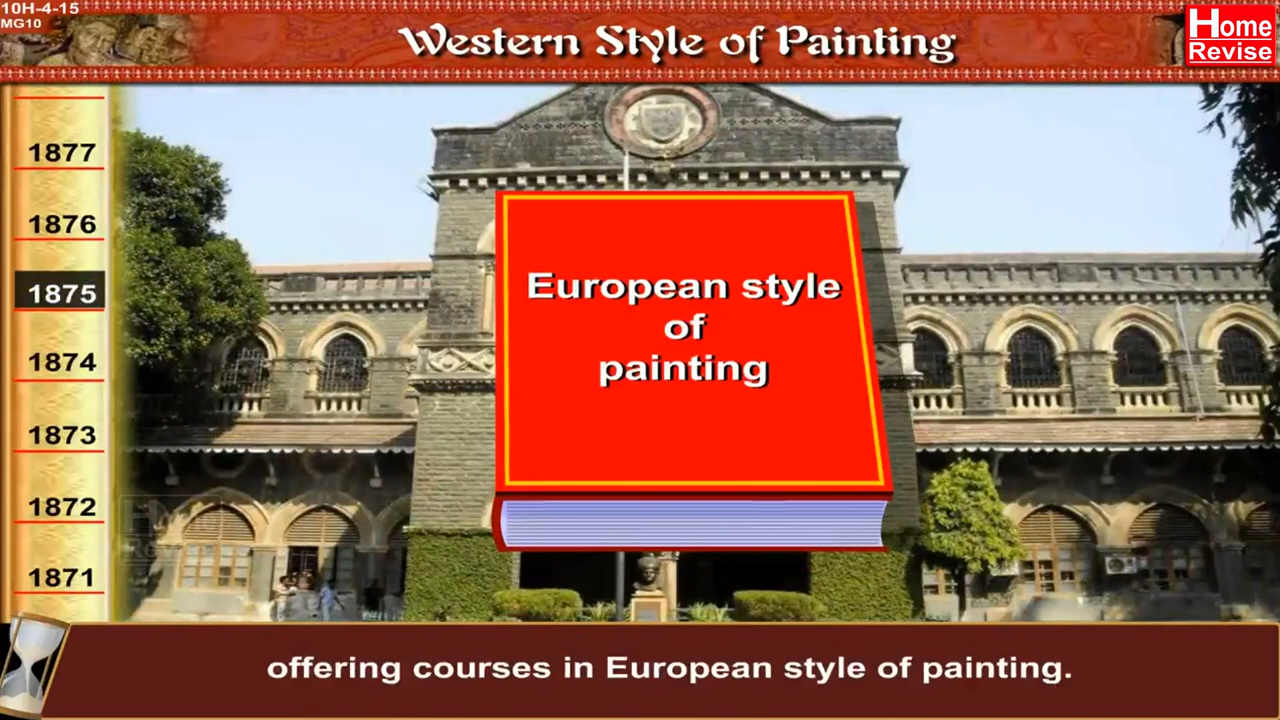 10H-4-15
MG10
Western Style of Painting
Home
Revise
1877
1876
1875
1874
1873
1872
1871
European style
of
painting
offering courses in European style of painting.